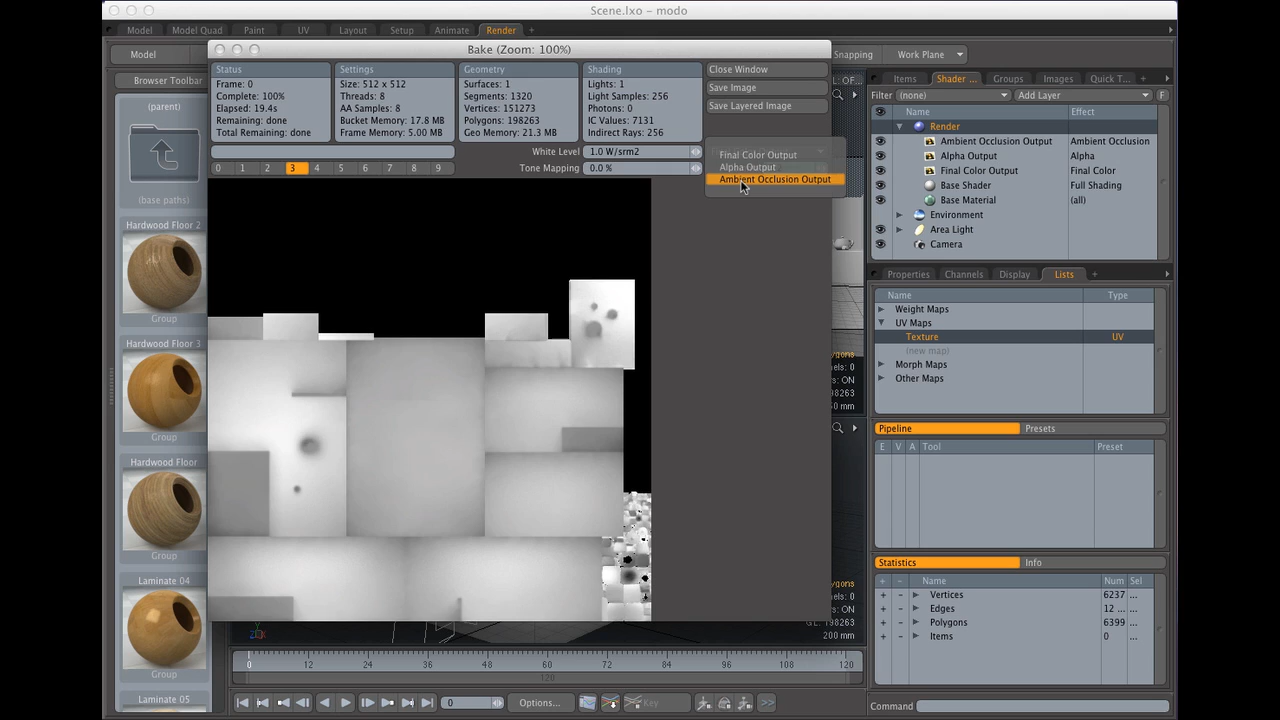 Scene.lxo - modo
Model Model Quad Paint UV Layout Setup Animate Render +
Model
Snapping Work Plane
Browser Toolbar
(parent)
(base paths)
Hardwood Floor 2
Group
Hardwood Floor 3
Group
Hardwood Floor
Group
Laminate 04
Group
Laminate 05
Bake (Zoom: 100%)
Status
Frame: 0
Complete: 100%
Elapsed: 19.4s
Remaining: done
Total Remaining: done
Settings
Size: 512 x 512
Threads: 8
AA Samples: 8
Bucket Memory: 17.8 MB
Frame Memory: 5.00 MB
Geometry
Surfaces: 1
Segments: 1320
Vertices: 151273
Polygons: 198263
Geo Memory: 21.3 MB
Shading
Lights: 1
Light Samples: 256
Photons: 0
IC Values: 7131
Indirect Rays: 256
Close Window
Save Image
Save Layered Image
White Level 1.0 W/srm2
0 1 2 3 4 5 6 7 8 9
Tone Mapping 0.0 %
Final Color Output
Alpha Output
Ambient Occlusion Output
Items Shader ... Groups Images Quick T... +
Filter (none) Add Layer F
Name Effect
Render
Ambient Occlusion Output Ambient Occlusion
Alpha Output Alpha
Final Color Output Final Color
Base Shader Full Shading
Base Material (all)
Environment
Area Light
Camera
Properties Channels Display Lists +
Name Type
Weight Maps
UV Maps
Texture UV
(new map)
Morph Maps
Other Maps
Pipeline Presets
E V A Tool Preset
Statistics Info
+ - Name Num Sel
+ - Vertices 6237 ...
+ - Edges 12 ... ...
+ - Polygons 6399 ...
+ - Items 0 ...
GL: 198263
200 mm
0 12 24 36 48 60 72 84 96 108 120
0 120
0 Options... Key >>
Command